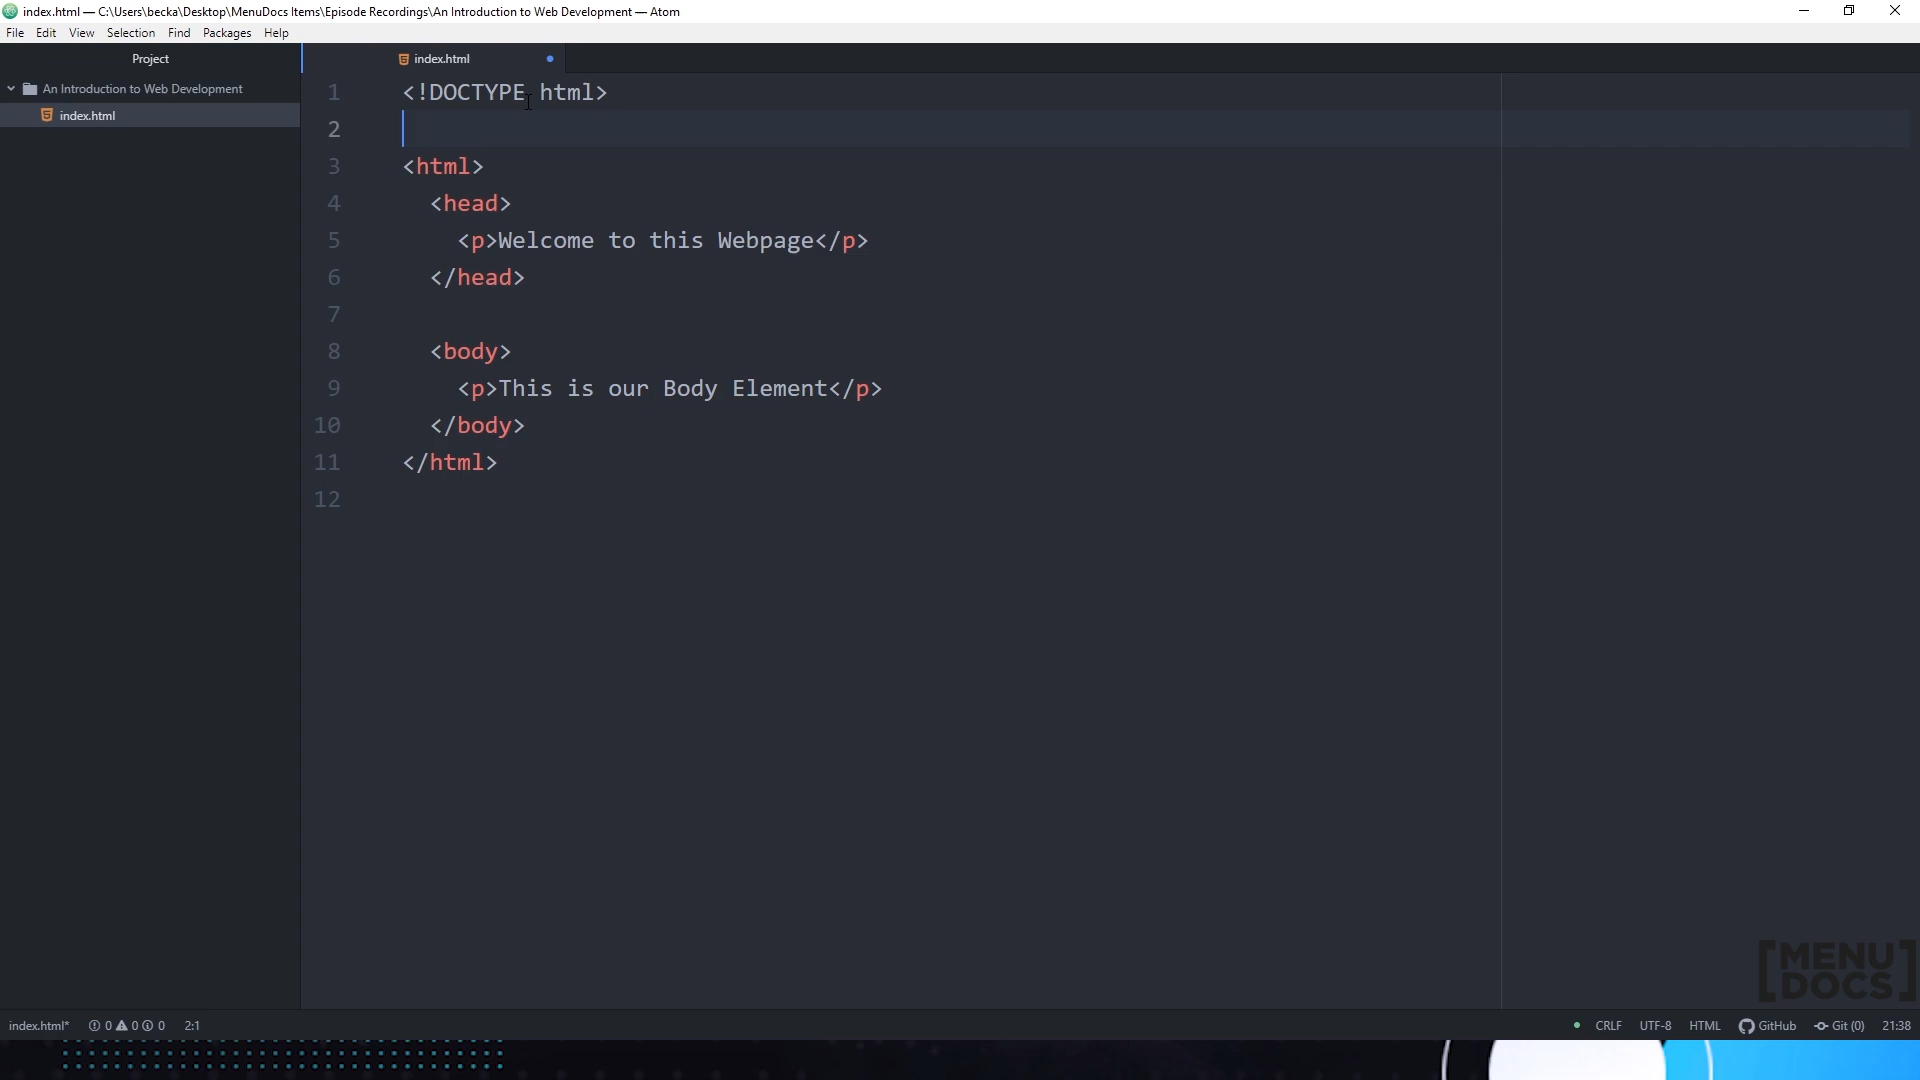 index.html — C:\Users\becka\Desktop\MenuDocs Items\Episode Recordings\An Introduction to Web Development — Atom
File Edit View Selection Find Packages Help
Project
index.html
An Introduction to Web Development
index.html
1 <!DOCTYPE html>
2
3 <html>
4 <head>
5 <p>Welcome to this Webpage</p>
6 </head>
7
8 <body>
9 <p>This is our Body Element</p>
10 </body>
11 </html>
12
[MENU
DOCS]
index.html* 0 0 0 2:1 CRLF UTF-8 HTML GitHub Git (0) 21:38